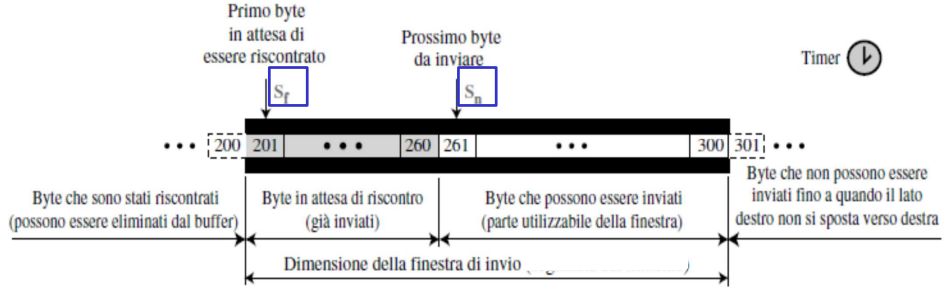 Primo byte
in attesa di
essere riscontrato
Prossimo byte
da inviare
Timer
S_f
S_n
• • • 200 201 • • • 260 261 • • • 300 301 • • •
Byte che sono stati riscontrati
(possono essere eliminati dal buffer)
Byte in attesa di riscontro
(già inviati)
Byte che possono essere inviati
(parte utilizzabile della finestra)
Byte che non possono essere
inviati fino a quando il lato
destro non si sposta verso destra
Dimensione della finestra di invio